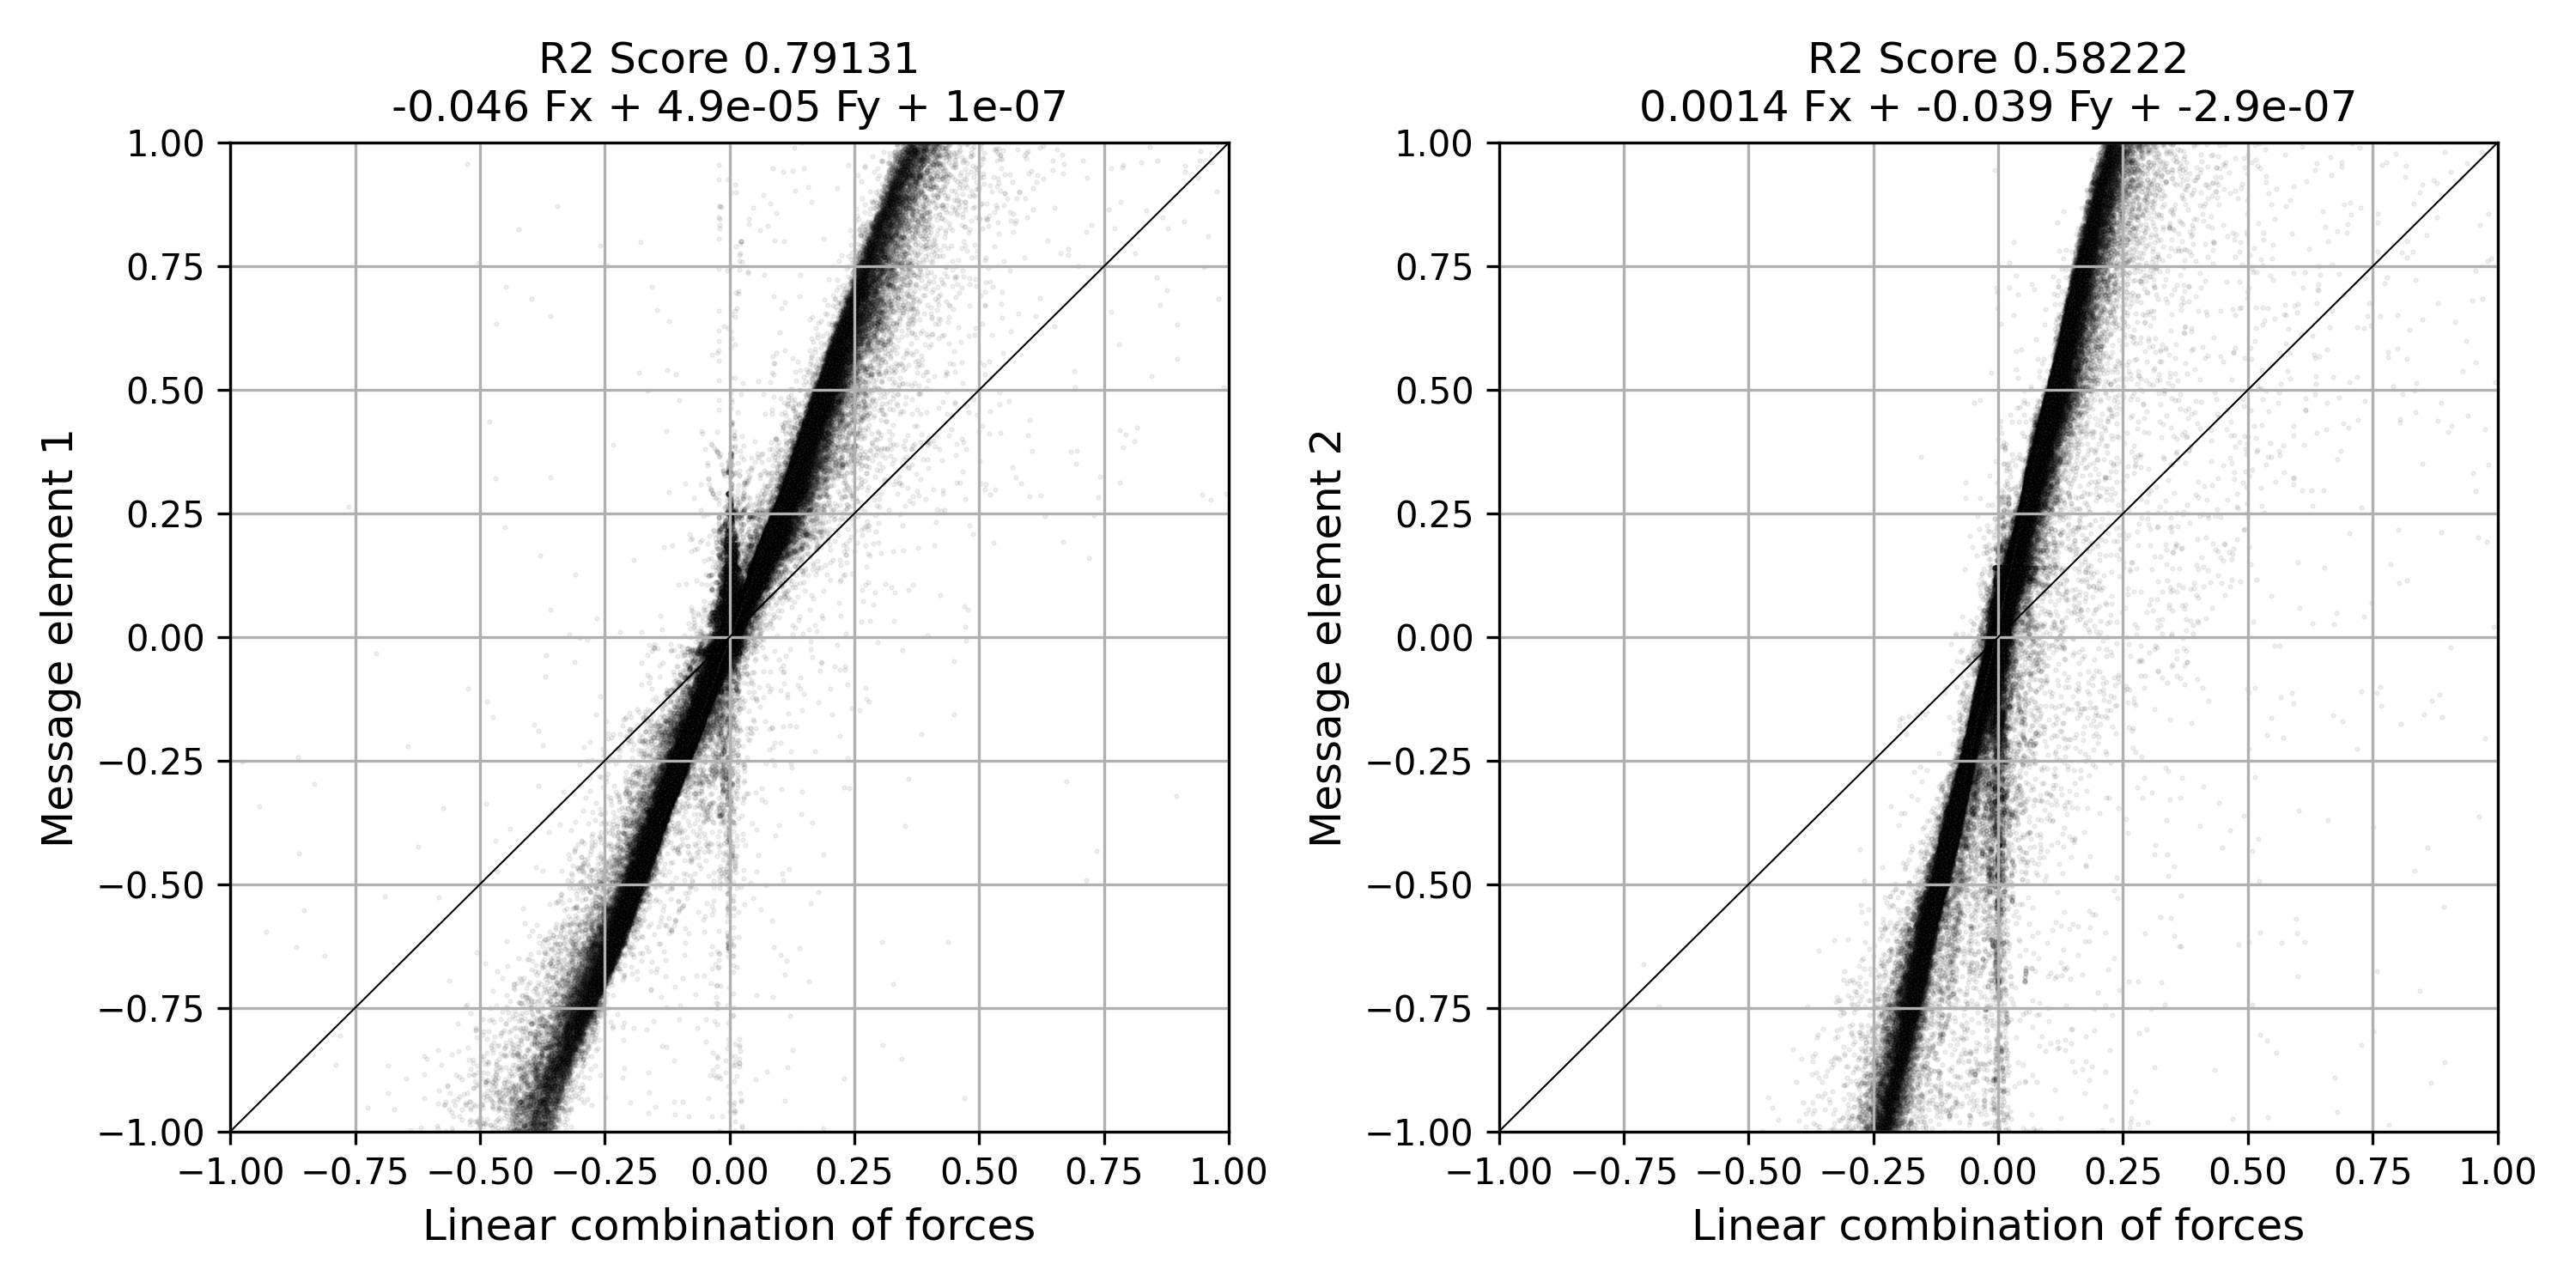 R2 Score 0.79131
-0.046 Fx + 4.9e-05 Fy + 1e-07
1.00
0.75
0.50
0.25
0.00
−0.25
−0.50
−0.75
−1.00
Message element 1
−1.00 −0.75 −0.50 −0.25 0.00 0.25 0.50 0.75 1.00
Linear combination of forces
R2 Score 0.58222
0.0014 Fx + -0.039 Fy + -2.9e-07
1.00
0.75
0.50
0.25
0.00
−0.25
−0.50
−0.75
−1.00
Message element 2
−1.00 −0.75 −0.50 −0.25 0.00 0.25 0.50 0.75 1.00
Linear combination of forces